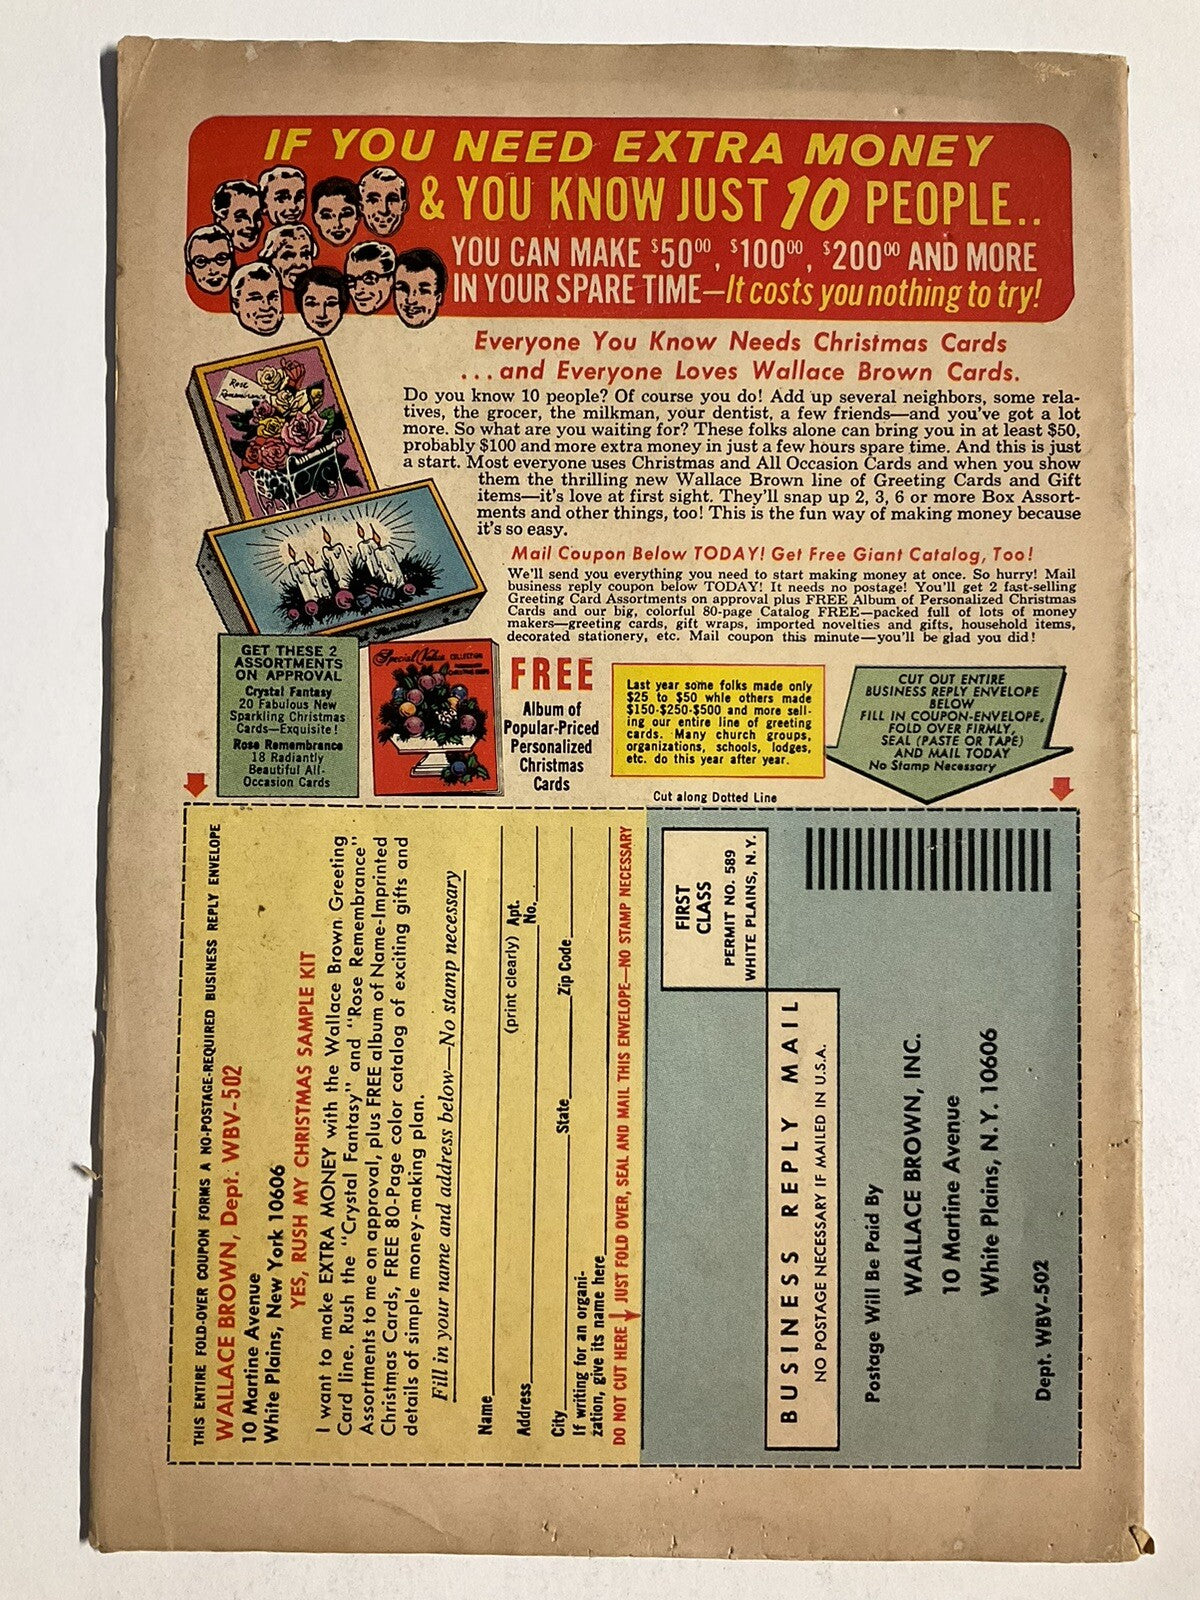 IF YOU NEED EXTRA MONEY
& YOU KNOW JUST 10 PEOPLE..
YOU CAN MAKE $50⁰⁰, $100⁰⁰, $200⁰⁰ AND MORE
IN YOUR SPARE TIME—It costs you nothing to try!
Everyone You Know Needs Christmas Cards
...and Everyone Loves Wallace Brown Cards.
Do you know 10 people? Of course you do! Add up several neighbors, some rela-
tives, the grocer, the milkman, your dentist, a few friends—and you've got a lot
more. So what are you waiting for? These folks alone can bring you in at least $50,
probably $100 and more extra money in just a few hours spare time. And this is just
a start. Most everyone uses Christmas and All Occasion Cards and when you show
them the thrilling new Wallace Brown line of Greeting Cards and Gift
items—it's love at first sight. They'll snap up 2, 3, 6 or more Box Assort-
ments and other things, too! This is the fun way of making money because
it's so easy.
Mail Coupon Below TODAY! Get Free Giant Catalog, Too!
We'll send you everything you need to start making money at once. So hurry! Mail
business reply coupon below TODAY! It needs no postage! You'll get 2 fast-selling
Greeting Card Assortments on approval plus FREE Album of Personalized Christmas
Cards and our big, colorful 80-page Catalog FREE—packed full of lots of money
makers—greeting cards, gift wraps, imported novelties and gifts, household items,
decorated stationery, etc. Mail coupon this minute—you'll be glad you did!
Rose
Remembrance
GET THESE 2
ASSORTMENTS
ON APPROVAL
Crystal Fantasy
20 Fabulous New
Sparkling Christmas
Cards—Exquisite!
Rose Remembrance
18 Radiantly
Beautiful All-
Occasion Cards
Special Value COLLECTION
CHRISTMAS CARDS
FREE
Album of
Popular-Priced
Personalized
Christmas
Cards
Last year some folks made only
$25 to $50 while others made
$150-$250-$500 and more sell-
ing our entire line of greeting
cards. Many church groups,
organizations, schools, lodges,
etc. do this year after year.
CUT OUT ENTIRE
BUSINESS REPLY ENVELOPE
BELOW
FILL IN COUPON-ENVELOPE,
FOLD OVER FIRMLY,
SEAL (PASTE OR TAPE)
AND MAIL TODAY
No Stamp Necessary
Cut along Dotted Line
THIS ENTIRE FOLD-OVER COUPON FORMS A NO-POSTAGE-REQUIRED BUSINESS REPLY ENVELOPE
WALLACE BROWN, Dept. WBV-502
10 Martine Avenue
White Plains, New York 10606
YES, RUSH MY CHRISTMAS SAMPLE KIT
I want to make EXTRA MONEY with the Wallace Brown Greeting
Card line. Rush the "Crystal Fantasy" and "Rose Remembrance"
Assortments to me on approval, plus FREE album of Name-Imprinted
Christmas Cards, FREE 80-Page color catalog of exciting gifts and
details of simple money-making plan.
Fill in your name and address below—No stamp necessary
Name
(print clearly) Apt.
Address No.
City State Zip Code
If writing for an organi-
zation, give its name here
DO NOT CUT HERE JUST FOLD OVER, SEAL AND MAIL THIS ENVELOPE—NO STAMP NECESSARY
FIRST
CLASS
PERMIT NO. 589
WHITE PLAINS, N.Y.
BUSINESS REPLY MAIL
NO POSTAGE NECESSARY IF MAILED IN U.S.A.
Postage Will Be Paid By
WALLACE BROWN, INC.
10 Martine Avenue
White Plains, N.Y. 10606
Dept. WBV-502